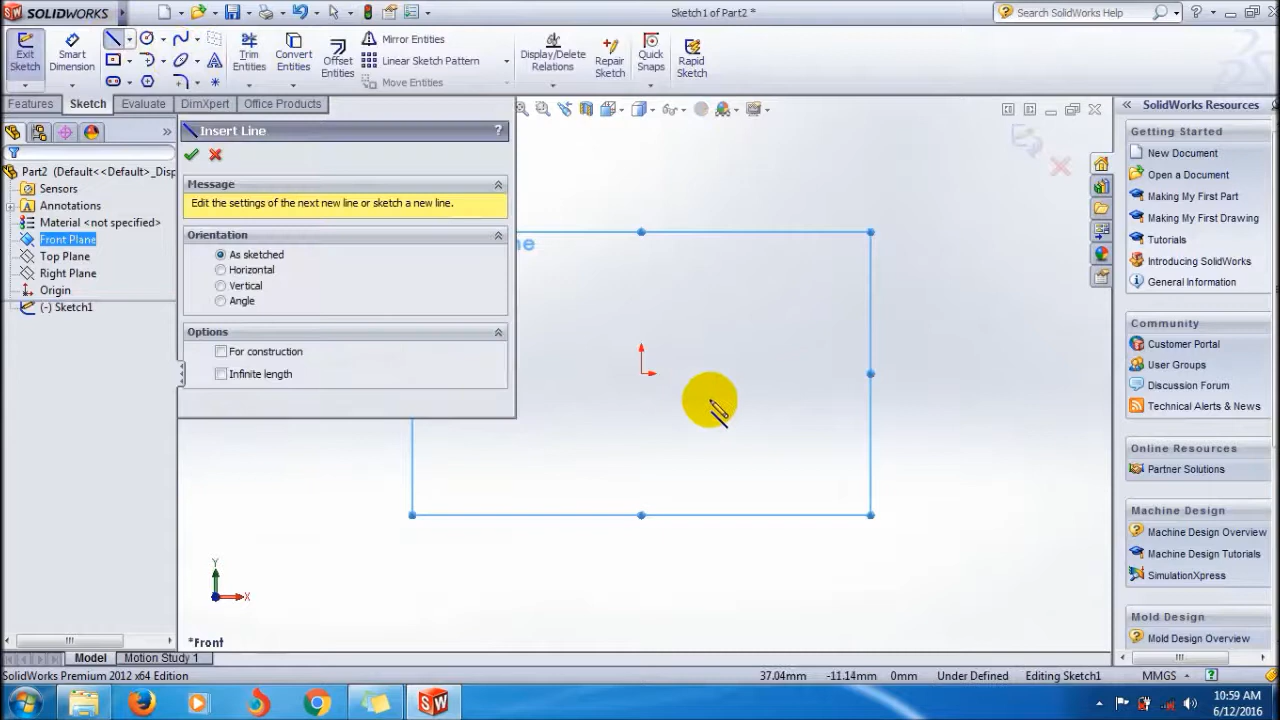 SOLIDWORKS
Sketch1 of Part2 *
Search SolidWorks Help
Exit
Sketch
Smart
Dimension
Trim
Entities
Convert
Entities
Offset
Entities
Mirror Entities
Linear Sketch Pattern
Move Entities
Display/Delete
Relations
Repair
Sketch
Quick
Snaps
Rapid
Sketch
Features
Sketch
Evaluate
DimXpert
Office Products
Part2 (Default<<Default>_Disp
Sensors
Annotations
Material <not specified>
Front Plane
Top Plane
Right Plane
Origin
(-) Sketch1
Insert Line
?
Message
Edit the settings of the next new line or sketch a new line.
Orientation
As sketched
Horizontal
Vertical
Angle
Options
For construction
Infinite length
ne
Y
X
*Front
SolidWorks Resources
Getting Started
New Document
Open a Document
Making My First Part
Making My First Drawing
Tutorials
Introducing SolidWorks
General Information
Community
Customer Portal
User Groups
Discussion Forum
Technical Alerts & News
Online Resources
Partner Solutions
Machine Design
Machine Design Overview
Machine Design Tutorials
SimulationXpress
Mold Design
Mold Design Overview
Model
Motion Study 1
SolidWorks Premium 2012 x64 Edition
37.04mm
-11.14mm
0mm
Under Defined
Editing Sketch1
MMGS
10:59 AM
6/12/2016